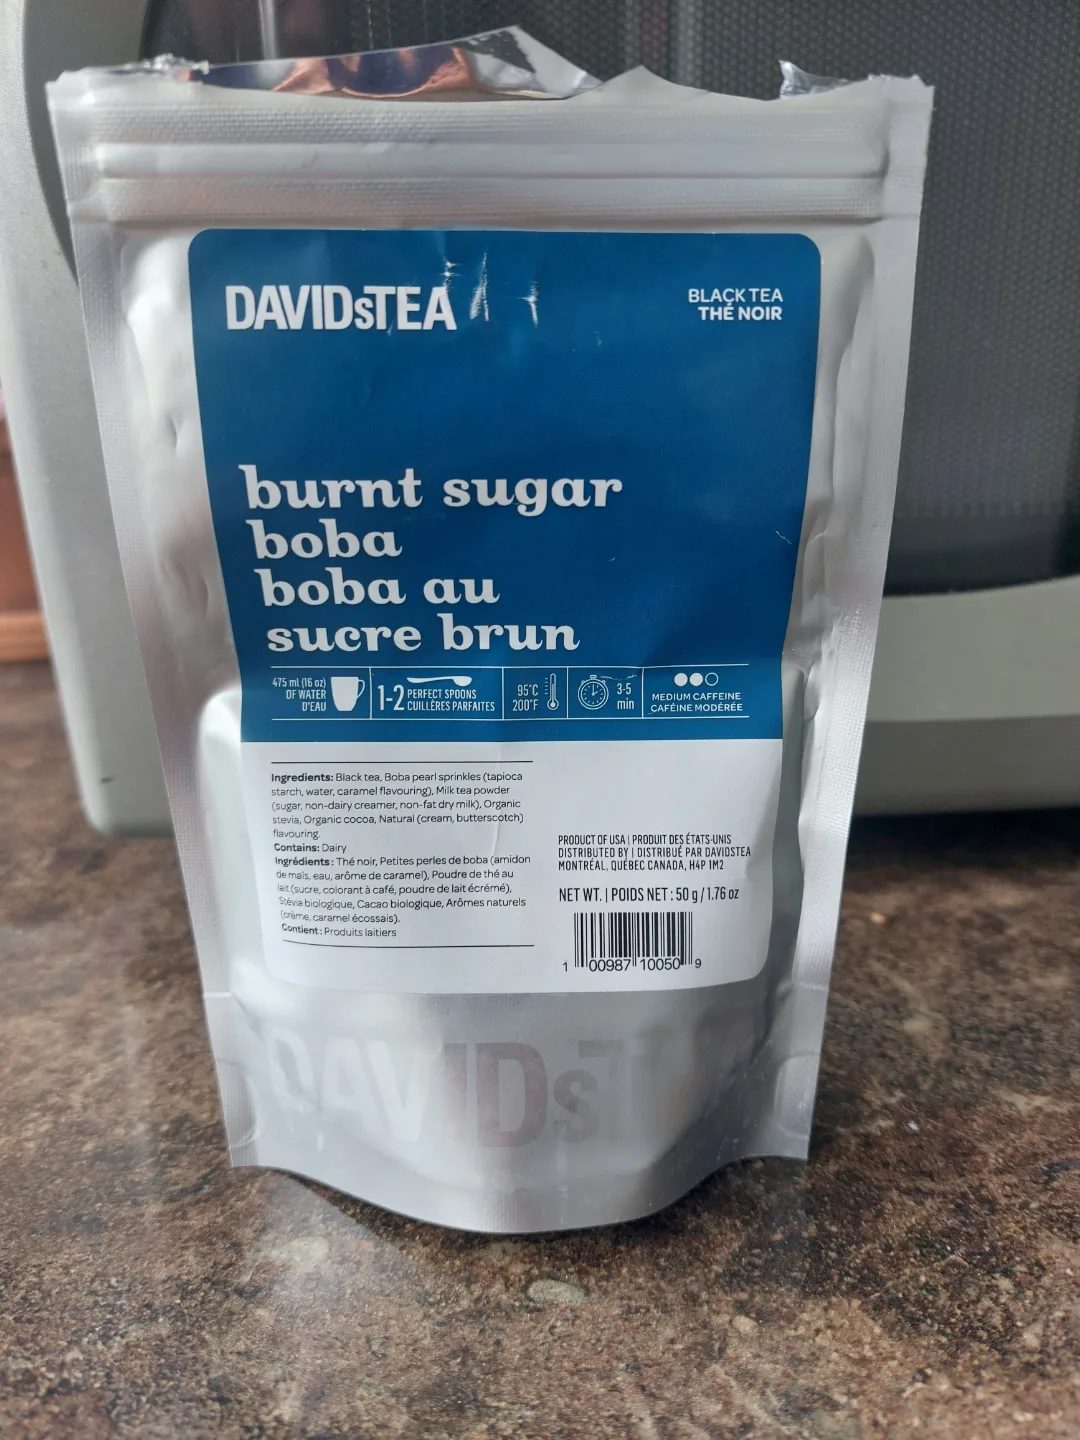 DAVIDsTEA
BLACK TEA
THÉ NOIR
burnt sugar
boba
boba au
sucre brun
475 ml (16 oz)
OF WATER
D'EAU
1-2 PERFECT SPOONS
CUILLÈRES PARFAITES
95°C
200°F
3-5
min
MEDIUM CAFFEINE
CAFÉINE MODÉRÉE
Ingredients: Black tea, Boba pearl sprinkles (tapioca
starch, water, caramel flavouring), Milk tea powder
(sugar, non-dairy creamer, non-fat dry milk), Organic
stevia, Organic cocoa, Natural (cream, butterscotch)
flavouring.
Contains: Dairy
Ingrédients : Thé noir, Petites perles de boba (amidon
de maïs, eau, arôme de caramel), Poudre de thé au
lait (sucre, colorant à café, poudre de lait écrémé),
Stévia biologique, Cacao biologique, Arômes naturels
(crème, caramel écossais).
Contient : Produits laitiers
PRODUCT OF USA | PRODUIT DES ÉTATS-UNIS
DISTRIBUTED BY | DISTRIBUÉ PAR DAVIDSTEA
MONTRÉAL, QUÉBEC CANADA, H4P 1M2
NET WT. | POIDS NET : 50 g / 1.76 oz
1 00987 10050 9
DAVIDsT